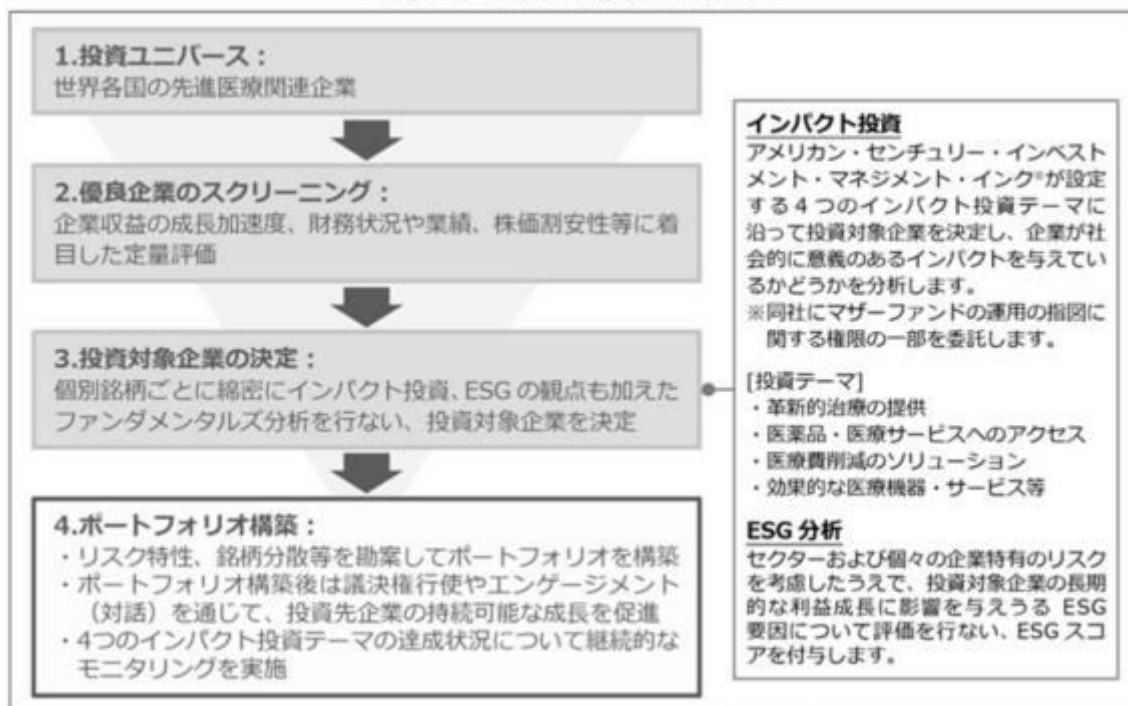 1.投資ユニバース：
世界各国の先進医療関連企業
2.優良企業のスクリーニング：
企業収益の成長加速度、財務状況や業績、株価割安性等に着
目した定量評価
3.投資対象企業の決定：
個別銘柄ごとに綿密にインパクト投資、ESG の観点も加えた
ファンダメンタルズ分析を行ない、投資対象企業を決定
4.ポートフォリオ構築：
・リスク特性、銘柄分散等を勘案してポートフォリオを構築
・ポートフォリオ構築後は議決権行使やエンゲージメント
（対話）を通じて、投資先企業の持続可能な成長を促進
・4つのインパクト投資テーマの達成状況について継続的な
モニタリングを実施
インパクト投資
アメリカン・センチュリー・インベスト
メント・マネジメント・インク※が設定
する 4 つのインパクト投資テーマに
沿って投資対象企業を決定し、企業が社
会的に意義のあるインパクトを与えてい
るかどうかを分析します。
※同社にマザーファンドの運用の指図に
関する権限の一部を委託します。
[投資テーマ]
・革新的治療の提供
・医薬品・医療サービスへのアクセス
・医療費削減のソリューション
・効果的な医療機器・サービス等
ESG 分析
セクターおよび個々の企業特有のリスク
を考慮したうえで、投資対象企業の長期
的な利益成長に影響を与えうる ESG
要因について評価を行ない、ESG スコ
アを付与します。